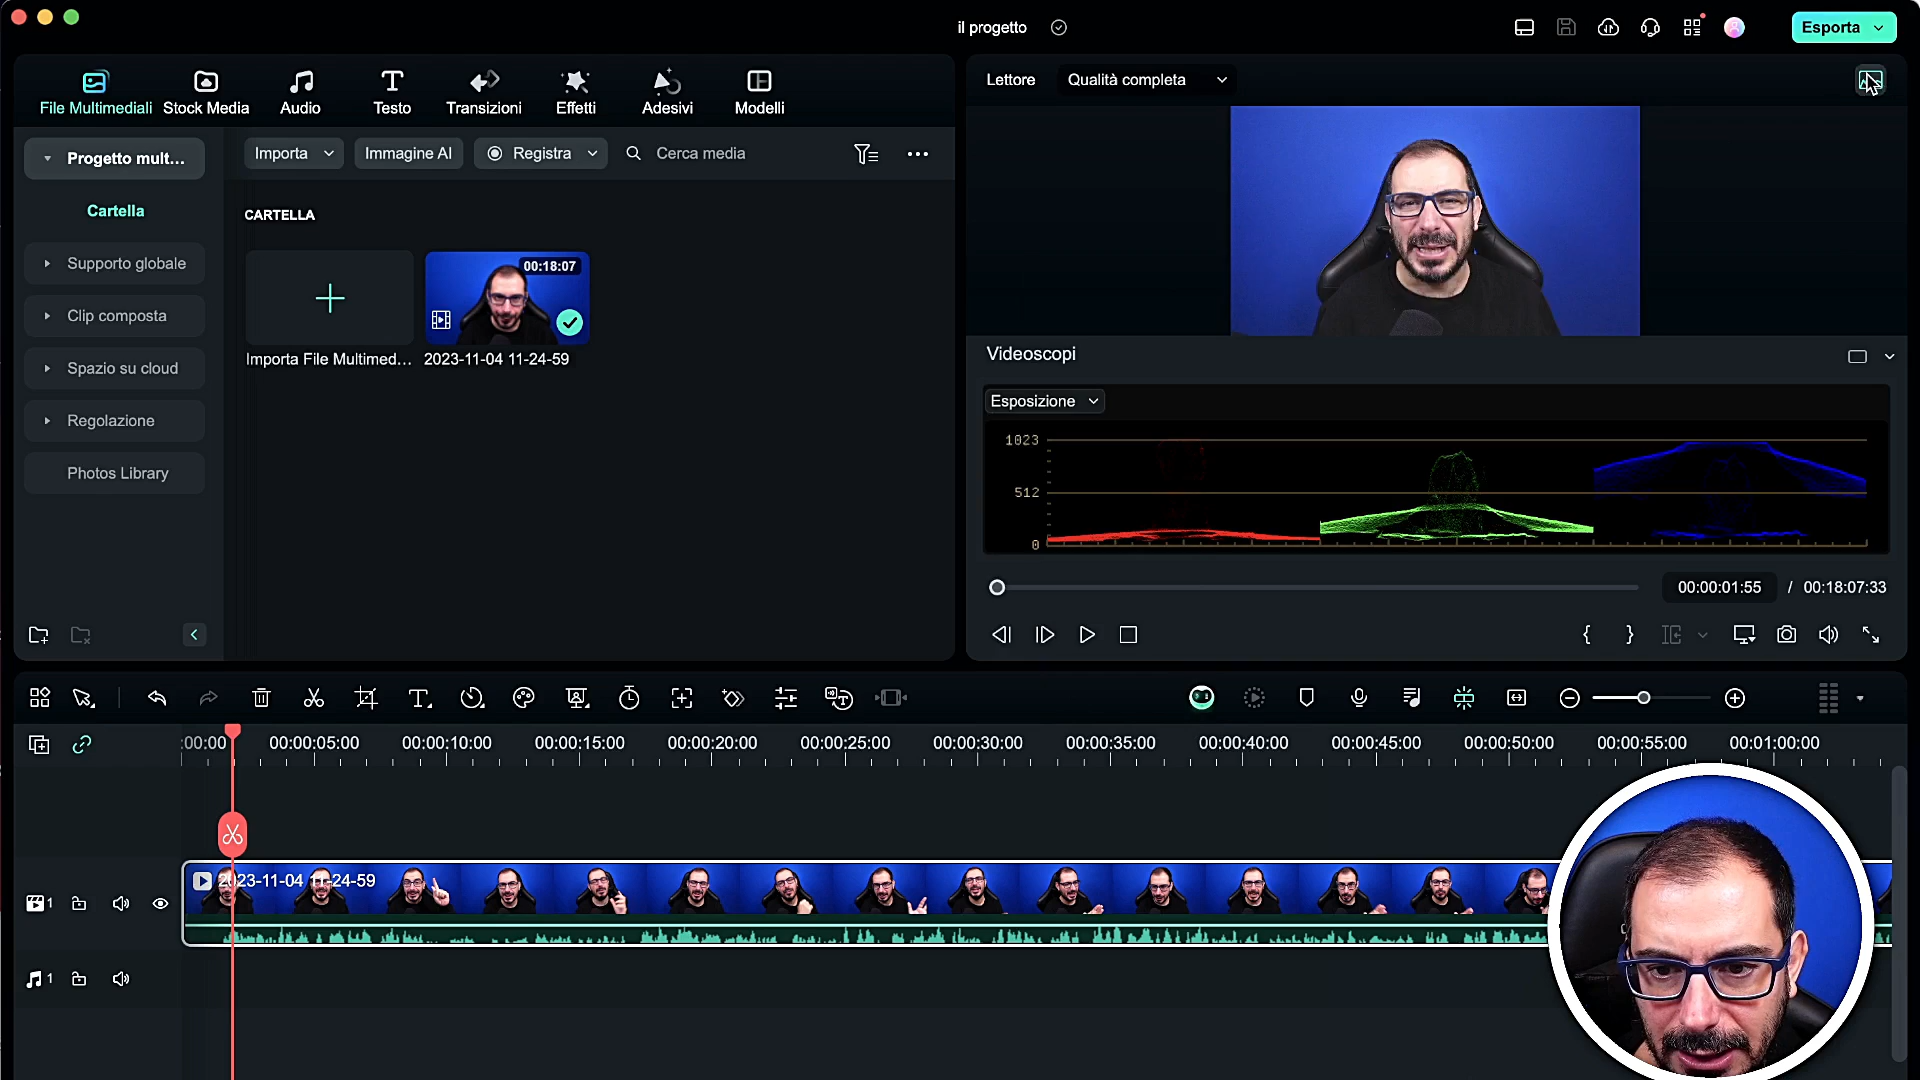 il progetto
Esporta
File Multimediali
Stock Media
Audio
Testo
Transizioni
Effetti
Adesivi
Modelli
Lettore
Qualità completa
Progetto mult...
Cartella
Supporto globale
Clip composta
Spazio su cloud
Regolazione
Photos Library
Importa
Immagine AI
Registra
Cerca media
CARTELLA
00:18:07
Importa File Multimed...
2023-11-04 11-24-59
Videoscopi
Esposizione
1023
512
0
00:00:01:55 / 00:18:07:33
:00:00 00:00:05:00 00:00:10:00 00:00:15:00 00:00:20:00 00:00:25:00 00:00:30:00 00:00:35:00 00:00:40:00 00:00:45:00 00:00:50:00 00:00:55:00 00:01:00:00
2023-11-04 11-24-59
1
1